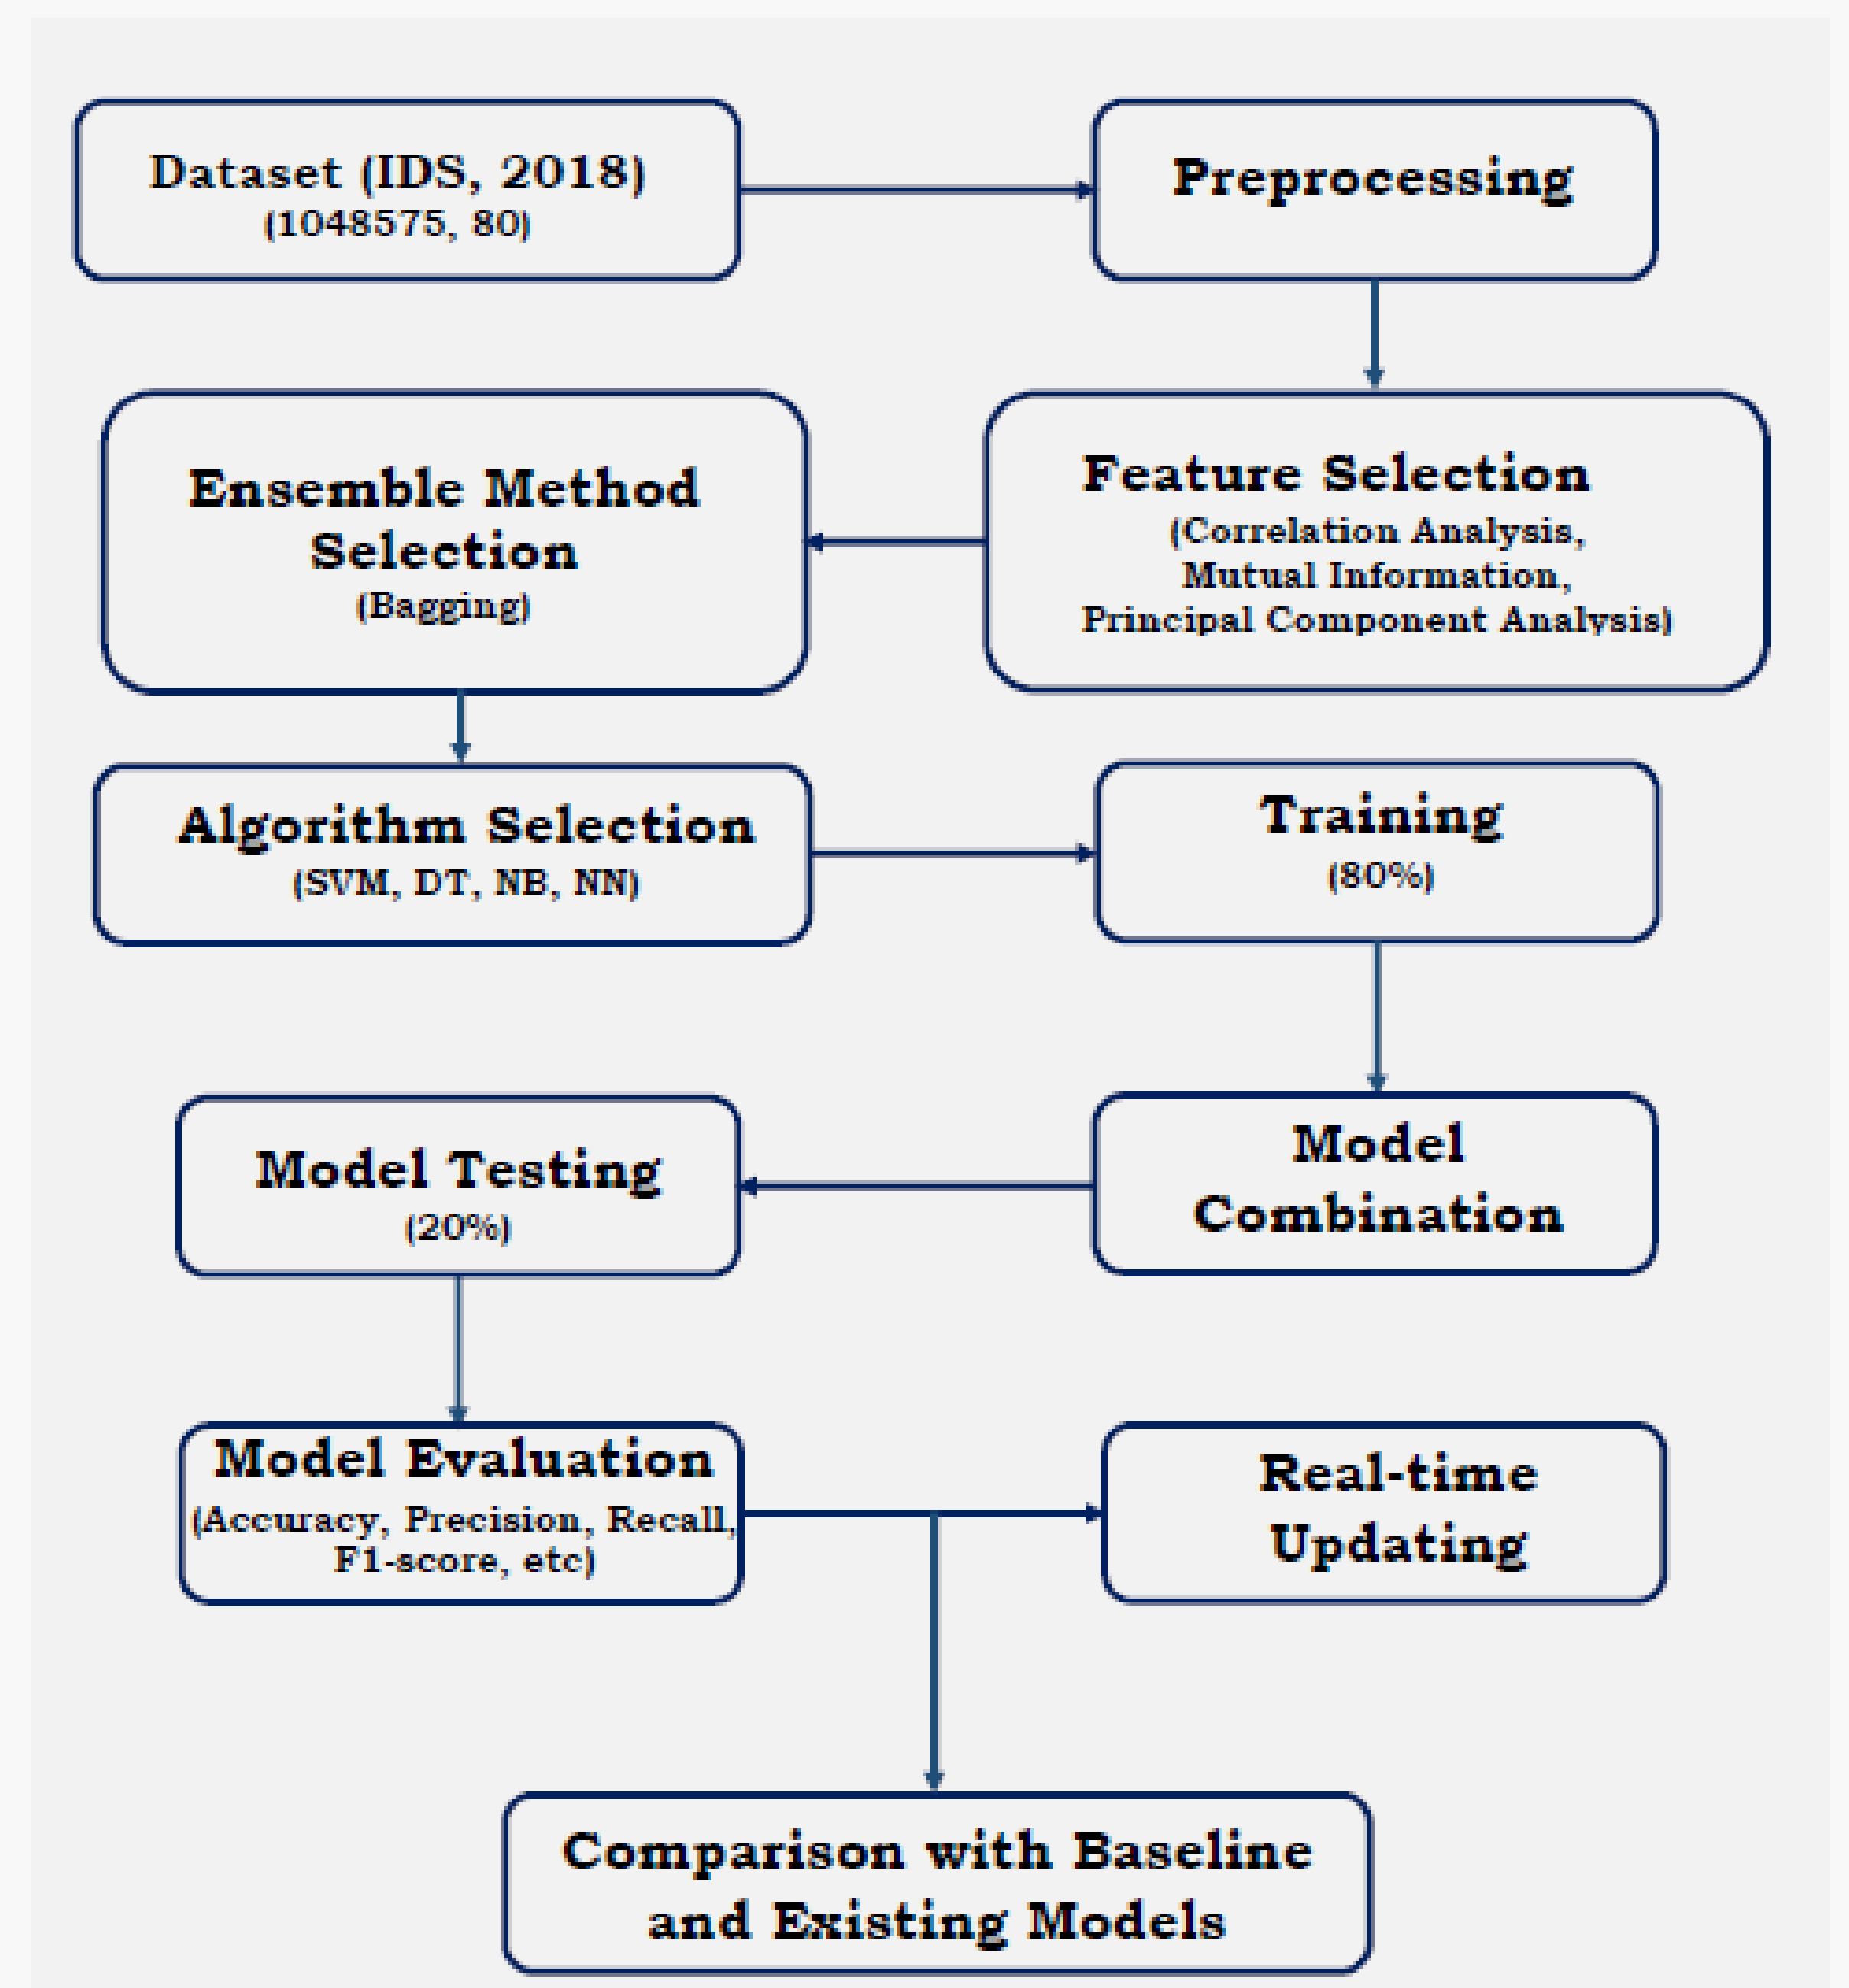 Dataset (IDS, 2018)
(1048575, 80)
Preprocessing
Feature Selection
(Correlation Analysis,
Mutual Information,
Principal Component Analysis)
Ensemble Method
Selection
(Bagging)
Algorithm Selection
(SVM, DT, NB, NN)
Training
(80%)
Model
Combination
Model Testing
(20%)
Model Evaluation
(Accuracy, Precision, Recall,
F1-score, etc)
Real-time
Updating
Comparison with Baseline
and Existing Models